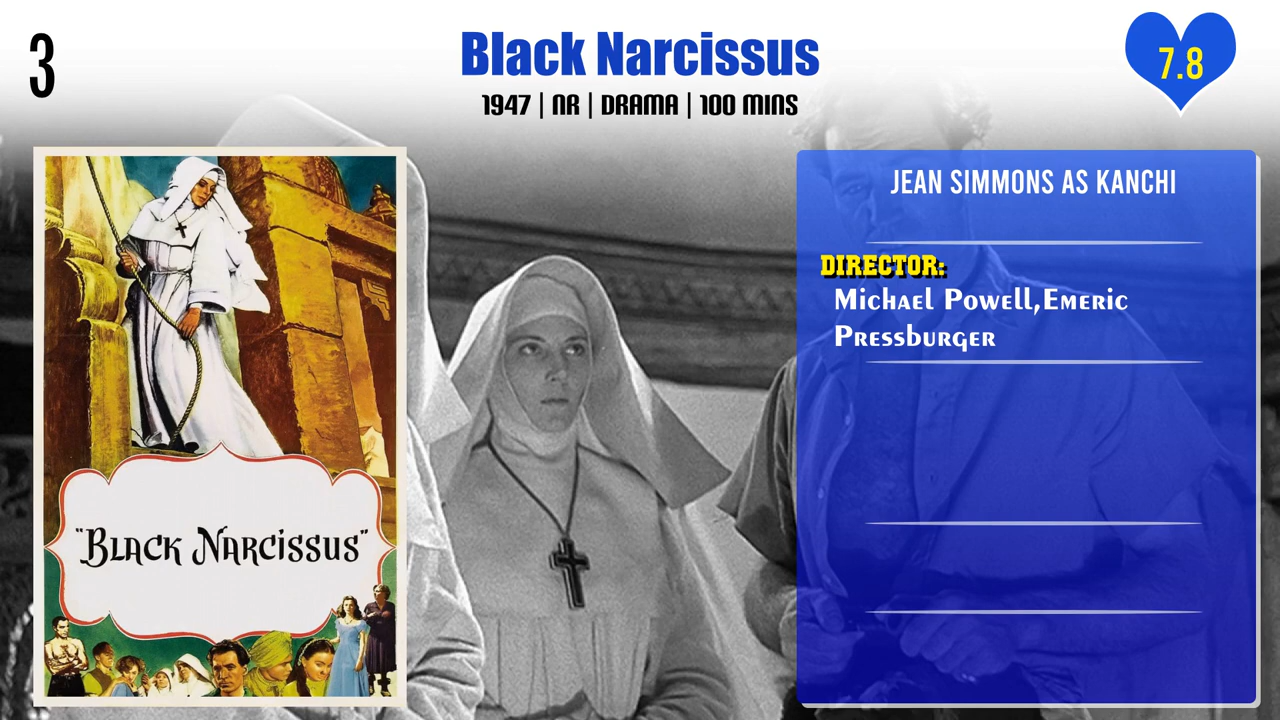 3
Black Narcissus
1947 | NR | DRAMA | 100 MINS
7.8
JEAN SIMMONS AS KANCHI
DIRECTOR:
Michael Powell,Emeric
Pressburger
"Black Narcissus"